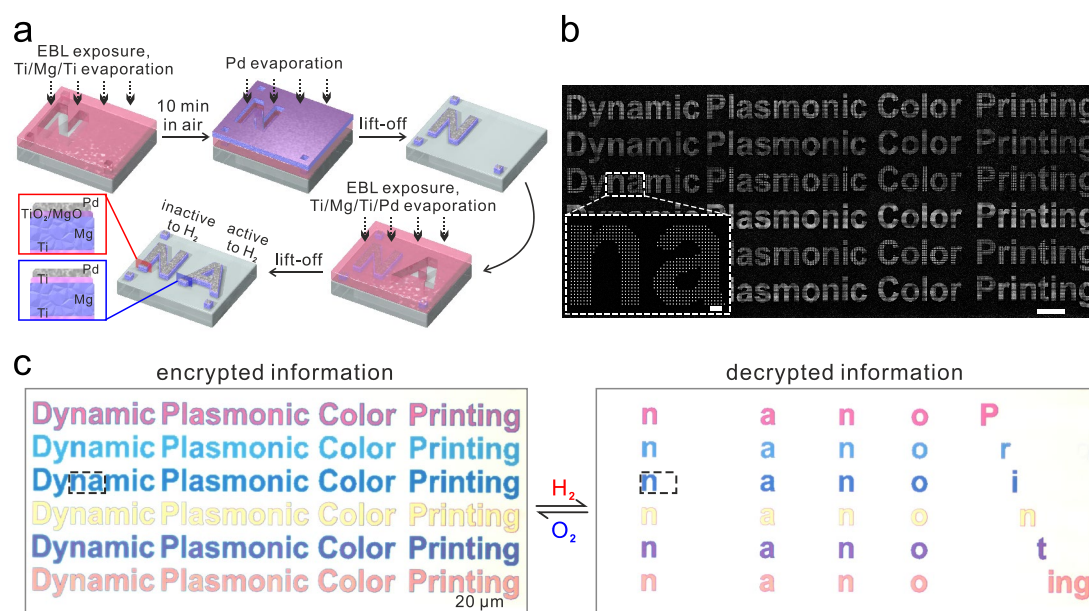 a
EBL exposure,
Ti/Mg/Ti evaporation
Pd evaporation
10 min
in air
lift-off
N
EBL exposure,
Ti/Mg/Ti/Pd evaporation
lift-off
inactive
to H₂
active
to H₂
NA
Pd
TiO₂/MgO
Mg
Ti
Pd
Mg
Ti
b
Dynamic Plasmonic Color Printing
Dynamic Plasmonic Color Printing
Dynamic Plasmonic Color Printing
Plasmonic Color Printing
Plasmonic Color Printing
Plasmonic Color Printing
na
c
encrypted information
Dynamic Plasmonic Color Printing
Dynamic Plasmonic Color Printing
Dynamic Plasmonic Color Printing
Dynamic Plasmonic Color Printing
Dynamic Plasmonic Color Printing
Dynamic Plasmonic Color Printing
20 µm
H₂
O₂
decrypted information
n a n o P
n a n o r
n a n o i
n a n o n
n a n o t
n a n o ing